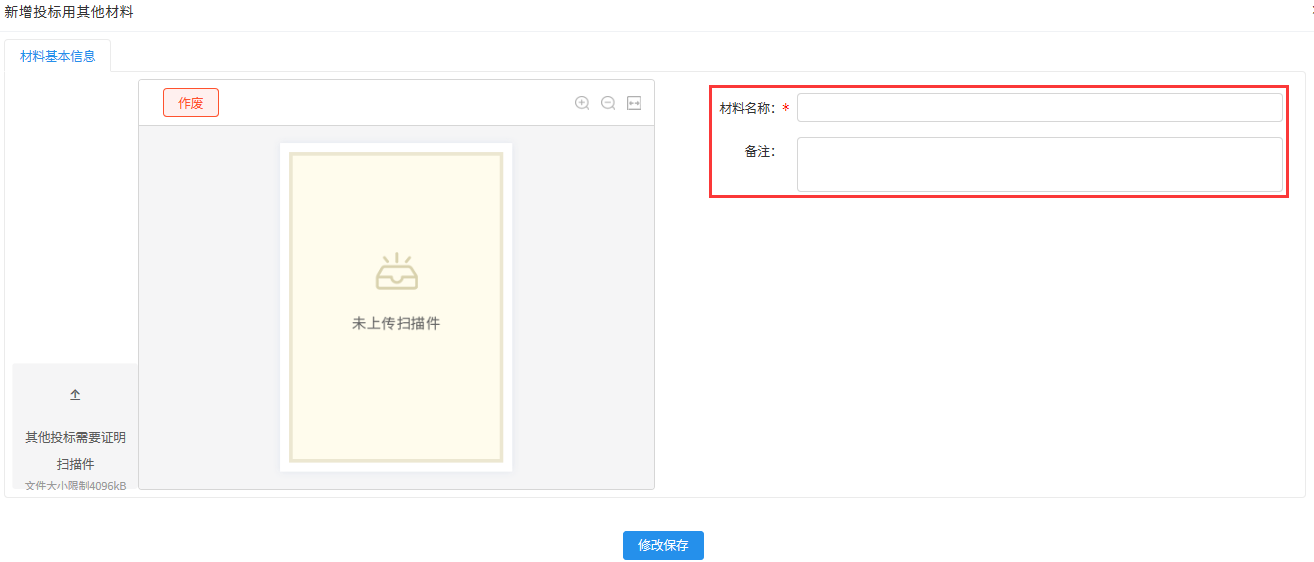 新增投标用其他材料
材料基本信息
作废
未上传扫描件
其他投标需要证明
扫描件
文件大小限制4096kB
材料名称：*
备注：
修改保存